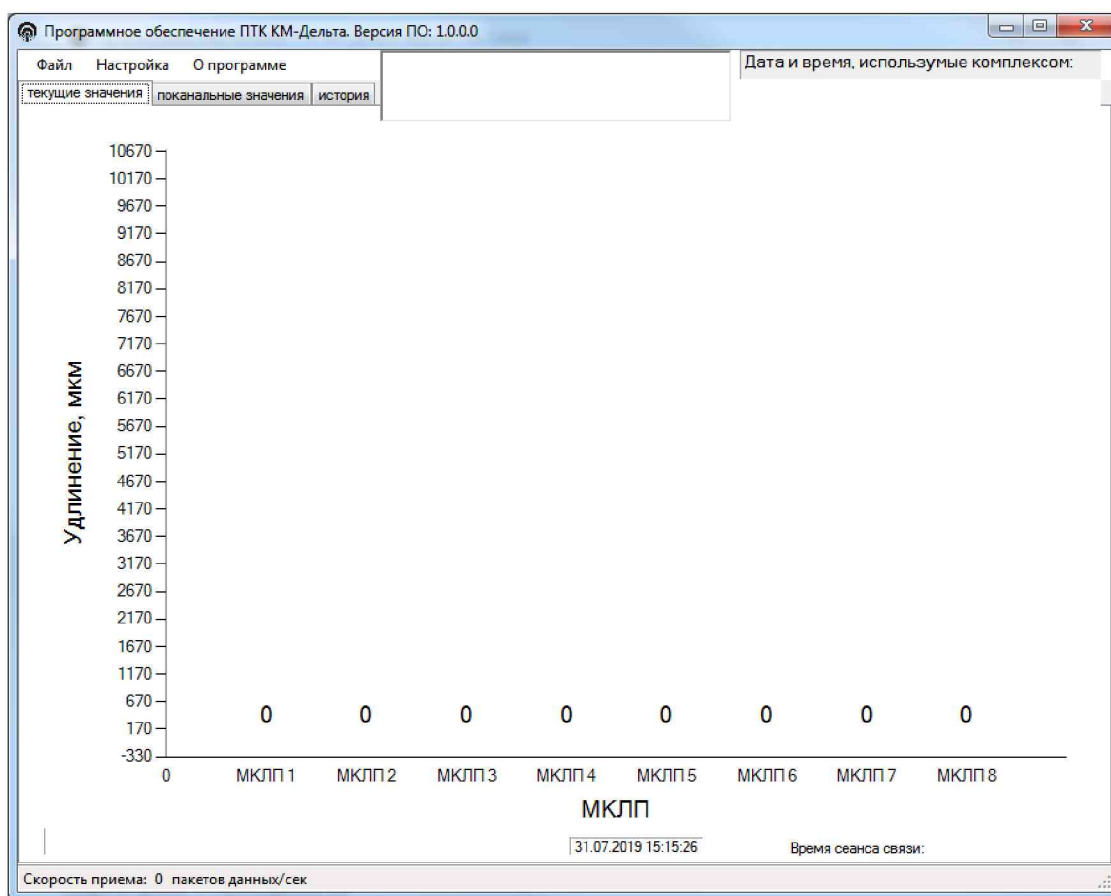 Программное обеспечение ПТК КМ-Дельта. Версия ПО: 1.0.0.0
Файл Настройка О программе
Дата и время, использумые комплексом:
текущие значения поканальные значения история
10670
10170
9670
9170
8670
8170
7670
7170
6670
6170
5670
5170
4670
4170
3670
3170
2670
2170
1670
1170
670
170
-330
Удлинение, мкм
0 0 0 0 0 0 0 0
0 МКЛП 1 МКЛП 2 МКЛП 3 МКЛП 4 МКЛП 5 МКЛП 6 МКЛП 7 МКЛП 8
МКЛП
31.07.2019 15:15:26 Время сеанса связи:
Скорость приема: 0 пакетов данных/сек